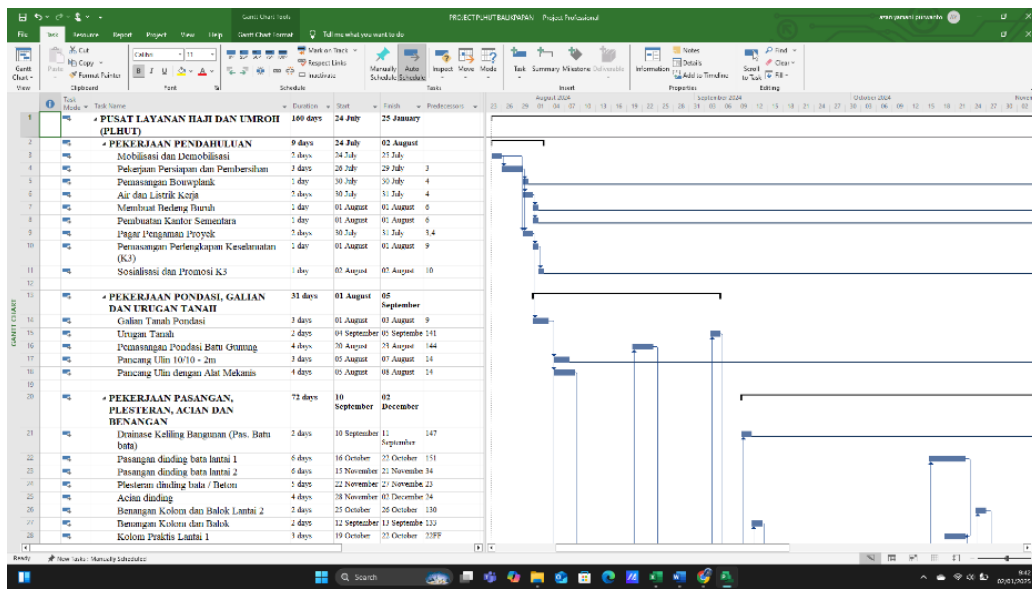 Gantt Chart Tools
PROJECT PLHUT BALIKPAPAN - Project Professional
File Task Resource Report Project View Help Gantt Chart Format Tell me what you want to do
Gantt Chart
View
Paste
Cut
Copy
Format Painter
Clipboard
Calibri 11
B I U
Font
Mark on Track
Respect Links
Inactivate
Schedule
Manually Schedule
Auto Schedule
Inspect Move Mode
Tasks
Task Summary Milestone Deliverable
Insert
Information
Notes
Details
Add to Timeline
Properties
Scroll to Task
Find
Clear
Fill
Editing
Task Mode Task Name Duration Start Finish Predecessors
August 2024 September 2024 October 2024
1 PUSAT LAYANAN HAJI DAN UMROH (PLHUT) 160 days 24 July 25 January
2 PEKERJAAN PENDAHULUAN 9 days 24 July 02 August
3 Mobilisasi dan Demobilisasi 2 days 24 July 25 July
4 Pekerjaan Persiapan dan Pembersihan 3 days 26 July 29 July 3
5 Pemasangan Bouwplank 1 day 30 July 30 July 4
6 Air dan Listrik Kerja 2 days 30 July 31 July 4
7 Membuat Bedeng Buruh 1 day 01 August 01 August 6
8 Pembuatan Kantor Sementara 1 day 01 August 01 August 6
9 Pagar Pengaman Proyek 2 days 30 July 31 July 3,4
10 Pemasangan Perlengkapan Keselamatan (K3) 1 day 01 August 01 August 9
11 Sosialisasi dan Promosi K3 1 day 02 August 02 August 10
12
13 PEKERJAAN PONDASI, GALIAN DAN URUGAN TANAH 31 days 01 August 05 September
14 Galian Tanah Pondasi 3 days 01 August 03 August 9
15 Urugan Tanah 2 days 04 September 05 Septembe 141
16 Pemasangan Pondasi Batu Gunung 4 days 20 August 23 August 144
17 Pancang Ulin 10/10 - 2m 3 days 05 August 07 August 14
18 Pancang Ulin dengan Alat Mekanis 4 days 05 August 08 August 14
19
20 PEKERJAAN PASANGAN, PLESTERAN, ACIAN DAN BENANGAN 72 days 10 September 02 December
21 Drainase Keliling Bangunan (Pas. Batu bata) 2 days 10 September 11 September 147
22 Pasangan dinding bata lantai 1 6 days 16 October 22 October 151
23 Pasangan dinding bata lantai 2 6 days 15 November 21 Novembe 34
24 Plesteran dinding bata / Beton 5 days 22 November 27 Novembe 23
25 Acian dinding 4 days 28 November 02 Decembe 24
26 Benangan Kolom dan Balok Lantai 2 2 days 25 October 26 October 130
27 Benangan Kolom dan Balok 2 days 12 September 13 Septembe 133
28 Kolom Praktis Lantai 1 3 days 19 October 22 October 22FF
GANTT CHART
Ready New Tasks : Manually Scheduled
Search
9:42
02/01/2025